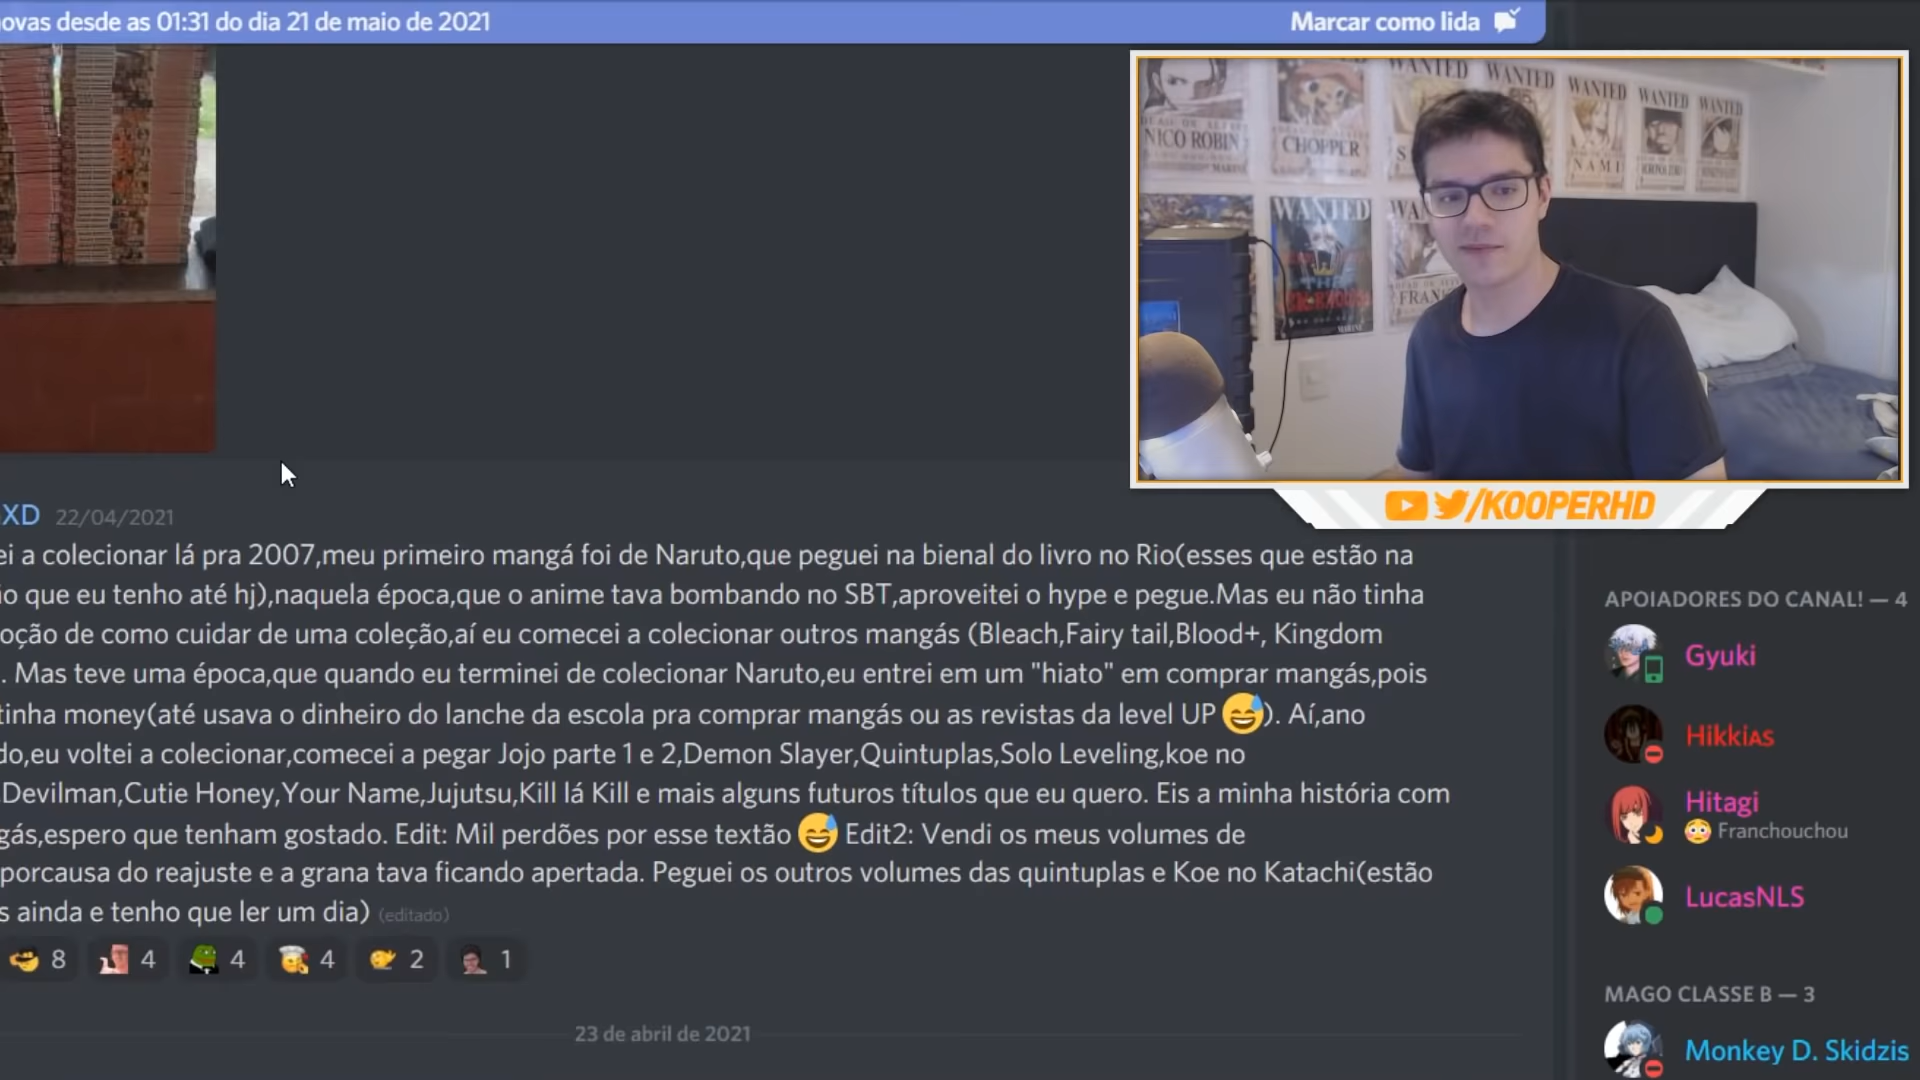 ovas desde as 01:31 do dia 21 de maio de 2021
Marcar como lida
WANTED
WANTED
WANTED
WANTED
WANTED
NICO ROBIN
CHOPPER
S
NAMI
MARINE
WANTED
WA
FRAN
MARINE
/KOOPERHD
XD 22/04/2021
ei a colecionar lá pra 2007,meu primeiro mangá foi de Naruto,que peguei na bienal do livro no Rio(esses que estão na
io que eu tenho até hj),naquela época,que o anime tava bombando no SBT,aproveitei o hype e pegue.Mas eu não tinha
oção de como cuidar de uma coleção,aí eu comecei a colecionar outros mangás (Bleach,Fairy tail,Blood+, Kingdom
. Mas teve uma época,que quando eu terminei de colecionar Naruto,eu entrei em um "hiato" em comprar mangás,pois
tinha money(até usava o dinheiro do lanche da escola pra comprar mangás ou as revistas da level UP 😅). Aí,ano
do,eu voltei a colecionar,comecei a pegar Jojo parte 1 e 2,Demon Slayer,Quintuplas,Solo Leveling,koe no
,Devilman,Cutie Honey,Your Name,Jujutsu,Kill lá Kill e mais alguns futuros títulos que eu quero. Eis a minha história com
gás,espero que tenham gostado. Edit: Mil perdões por esse textão 😅 Edit2: Vendi os meus volumes de
porcausa do reajuste e a grana tava ficando apertada. Peguei os outros volumes das quintuplas e Koe no Katachi(estão
s ainda e tenho que ler um dia) (editado)
8 4 4 4 2 1
23 de abril de 2021
APOIADORES DO CANAL! — 4
Gyuki
HikkiAs
Hitagi
😳 Franchouchou
LucasNLS
MAGO CLASSE B — 3
Monkey D. Skidzis